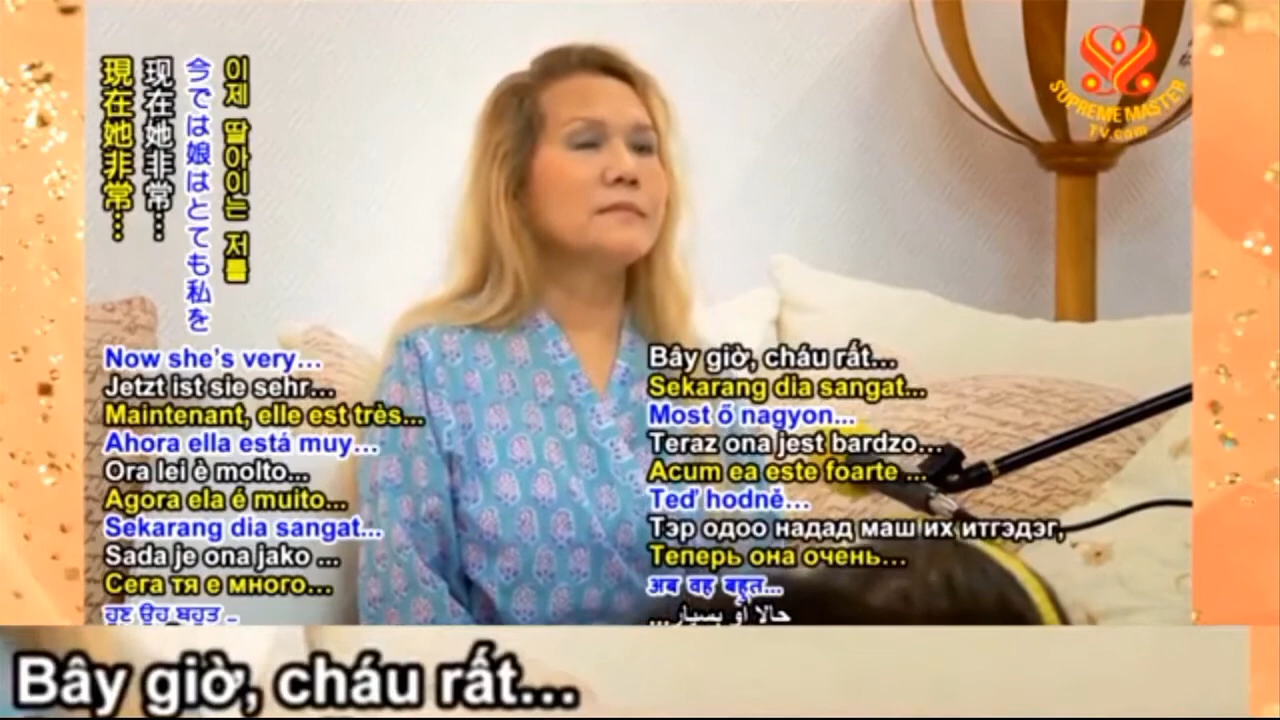 現在她非常…
现在她非常…
今では娘はとても私を
이제 딸아이는 저를
SUPREME MASTER
TV.com
Now she's very…
Jetzt ist sie sehr…
Maintenant, elle est très…
Ahora ella está muy…
Ora lei è molto…
Agora ela é muito…
Sekarang dia sangat…
Sada je ona jako ...
Сега тя е много…
ਹੁਣ ਉਹ ਬਹੁਤ ...
Bây giờ, cháu rất…
Sekarang dia sangat…
Most ő nagyon…
Teraz ona jest bardzo…
Acum ea este foarte ...
Teď hodně…
Тэр одоо надад маш их итгэдэг,
Теперь она очень…
अब वह बहुत...
حالا او بسیار...
Bây giờ, cháu rất…